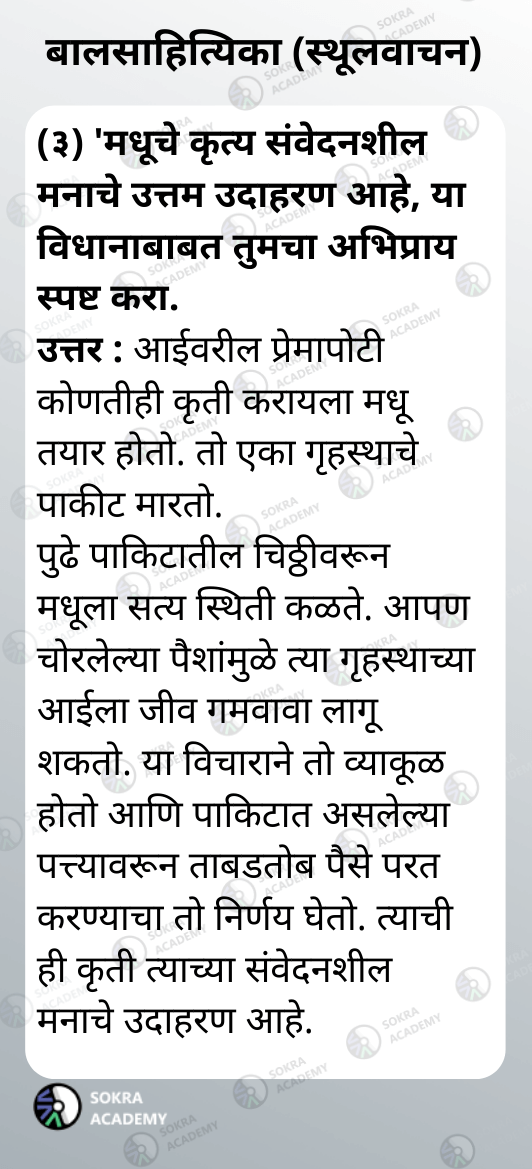 बालसाहित्यिका (स्थूलवाचन)
(३) 'मधूचे कृत्य संवेदनशील
मनाचे उत्तम उदाहरण आहे, या
विधानाबाबत तुमचा अभिप्राय
स्पष्ट करा.
उत्तर : आईवरील प्रेमापोटी
कोणतीही कृती करायला मधू
तयार होतो. तो एका गृहस्थाचे
पाकीट मारतो.
पुढे पाकिटातील चिठ्ठीवरून
मधूला सत्य स्थिती कळते. आपण
चोरलेल्या पैशांमुळे त्या गृहस्थाच्या
आईला जीव गमवावा लागू
शकतो. या विचाराने तो व्याकूळ
होतो आणि पाकिटात असलेल्या
पत्त्यावरून ताबडतोब पैसे परत
करण्याचा तो निर्णय घेतो. त्याची
ही कृती त्याच्या संवेदनशील
मनाचे उदाहरण आहे.
SOKRA
ACADEMY